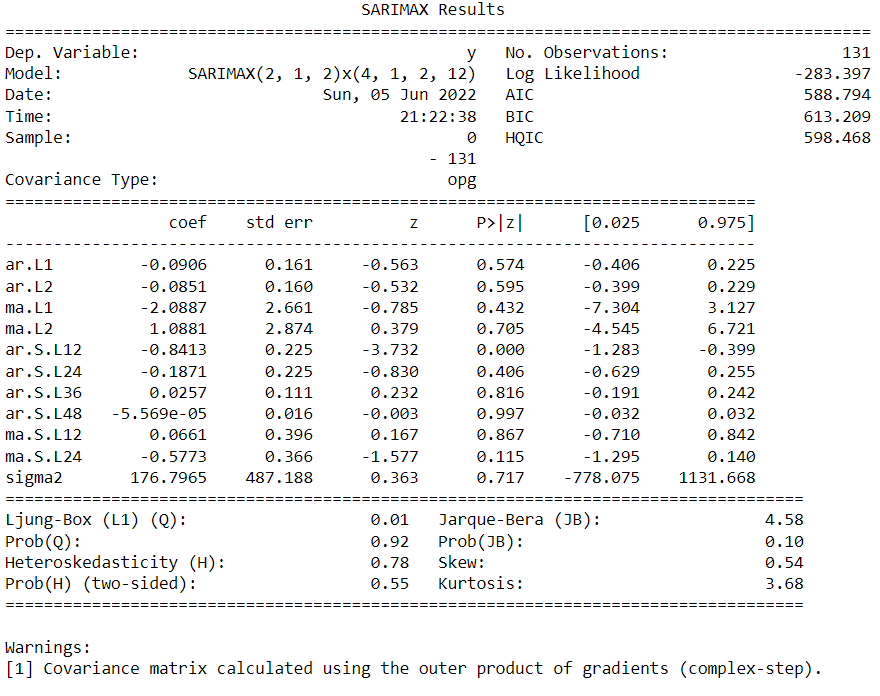 SARIMAX Results
==========================================================================================
Dep. Variable:                                  y   No. Observations:                  131
Model:             SARIMAX(2, 1, 2)x(4, 1, 2, 12)   Log Likelihood                -283.397
Date:                            Sun, 05 Jun 2022   AIC                            588.794
Time:                                    21:22:38   BIC                            613.209
Sample:                                         0   HQIC                           598.468
                                            - 131
Covariance Type:                              opg
==============================================================================
                 coef    std err          z      P>|z|      [0.025      0.975]
------------------------------------------------------------------------------
ar.L1         -0.0906      0.161     -0.563      0.574      -0.406       0.225
ar.L2         -0.0851      0.160     -0.532      0.595      -0.399       0.229
ma.L1         -2.0887      2.661     -0.785      0.432      -7.304       3.127
ma.L2          1.0881      2.874      0.379      0.705      -4.545       6.721
ar.S.L12      -0.8413      0.225     -3.732      0.000      -1.283      -0.399
ar.S.L24      -0.1871      0.225     -0.830      0.406      -0.629       0.255
ar.S.L36       0.0257      0.111      0.232      0.816      -0.191       0.242
ar.S.L48   -5.569e-05      0.016     -0.003      0.997      -0.032       0.032
ma.S.L12       0.0661      0.396      0.167      0.867      -0.710       0.842
ma.S.L24      -0.5773      0.366     -1.577      0.115      -1.295       0.140
sigma2       176.7965    487.188      0.363      0.717    -778.075    1131.668
===================================================================================
Ljung-Box (L1) (Q):                   0.01   Jarque-Bera (JB):                 4.58
Prob(Q):                              0.92   Prob(JB):                         0.10
Heteroskedasticity (H):               0.78   Skew:                             0.54
Prob(H) (two-sided):                  0.55   Kurtosis:                         3.68
===================================================================================
Warnings:
[1] Covariance matrix calculated using the outer product of gradients (complex-step).